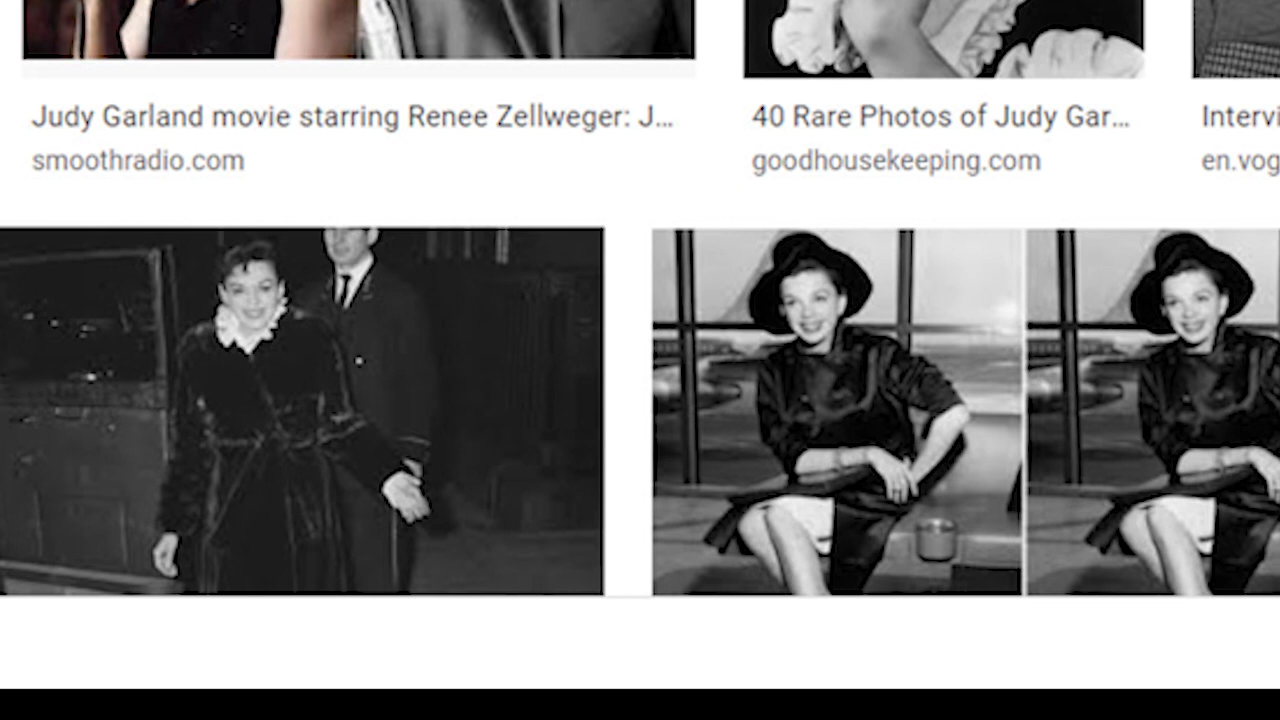 Judy Garland movie starring Renee Zellweger: J...
smoothradio.com
40 Rare Photos of Judy Gar...
goodhousekeeping.com
Intervi
en.vog